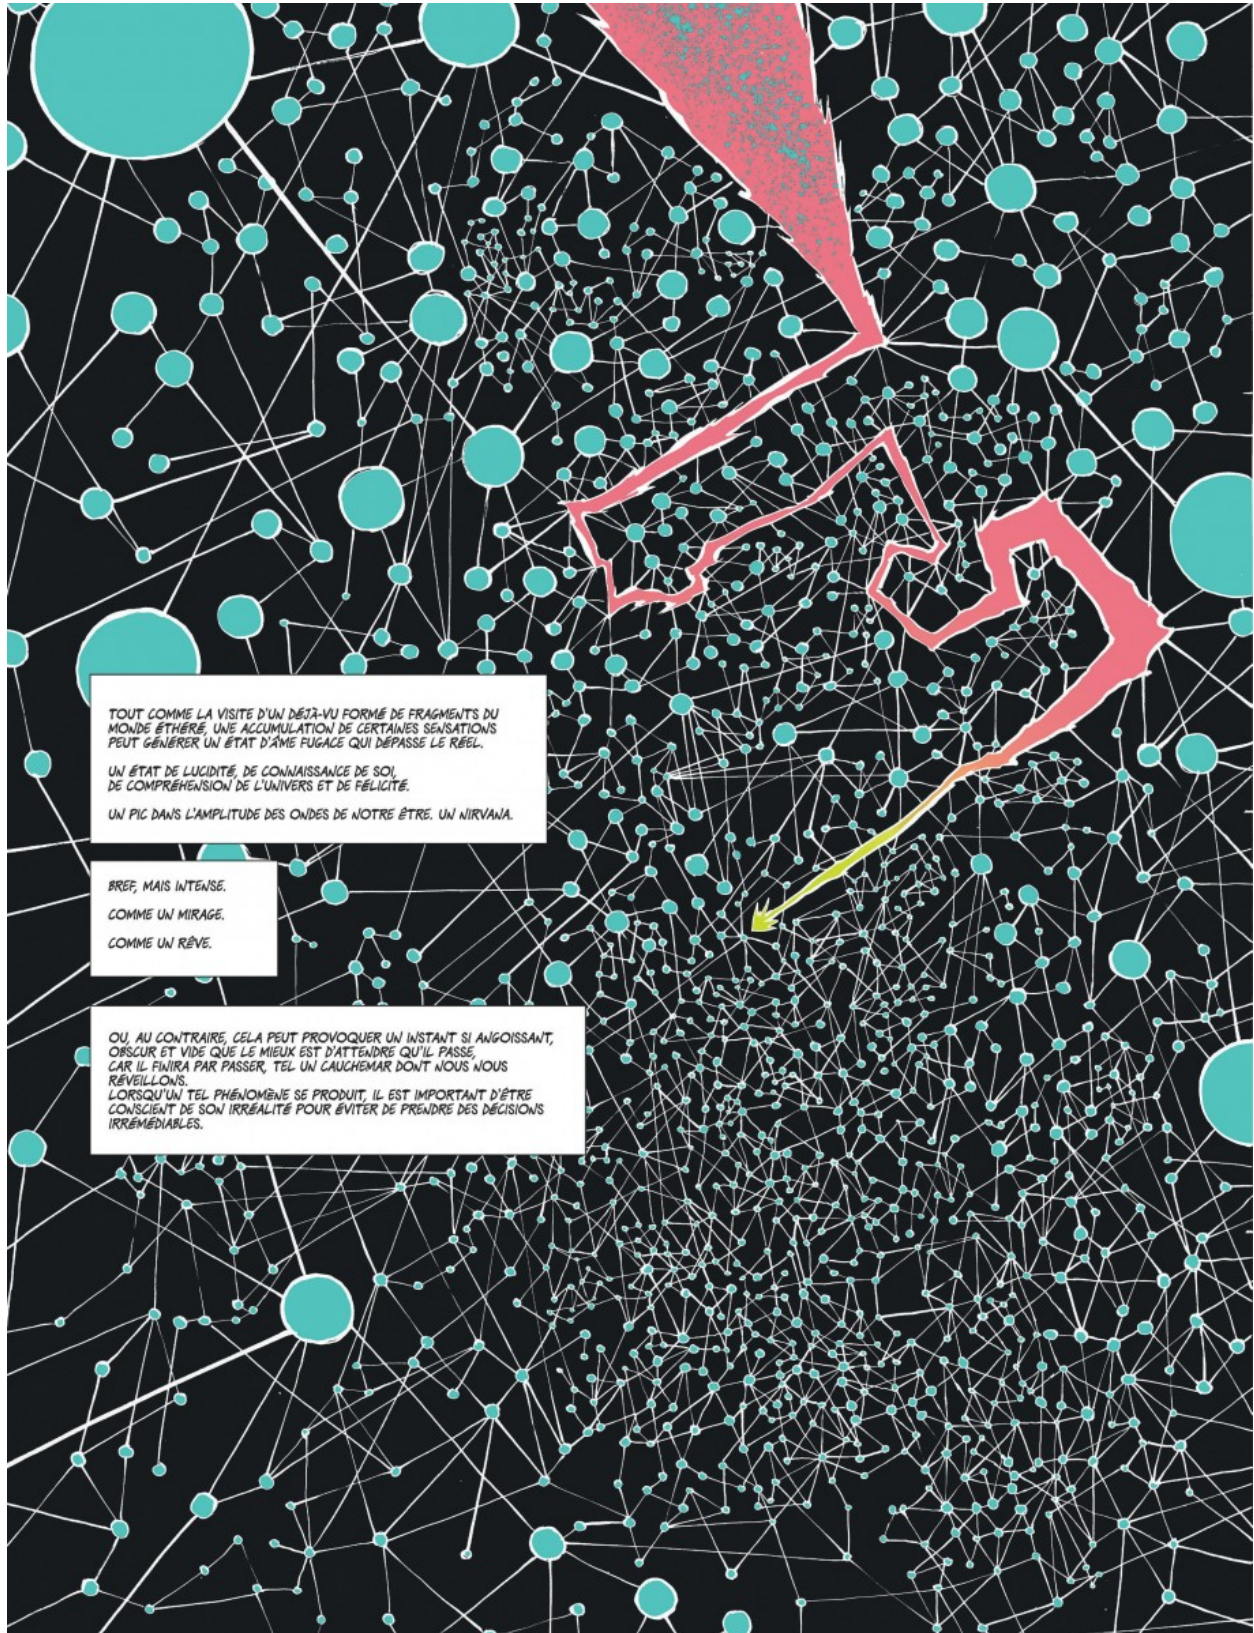 TOUT COMME LA VISITE D'UN DÉJÀ-VU FORMÉ DE FRAGMENTS DU
MONDE ÉTHÉRÉ, UNE ACCUMULATION DE CERTAINES SENSATIONS
PEUT GÉNÉRER UN ÉTAT D'ÂME FUGACE QUI DÉPASSE LE RÉEL.
UN ÉTAT DE LUCIDITÉ, DE CONNAISSANCE DE SOI,
DE COMPRÉHENSION DE L'UNIVERS ET DE FÉLICITÉ.
UN PIC DANS L'AMPLITUDE DES ONDES DE NOTRE ÊTRE. UN NIRVANA.
BREF, MAIS INTENSE.
COMME UN MIRAGE.
COMME UN RÊVE.
OU, AU CONTRAIRE, CELA PEUT PROVOQUER UN INSTANT SI ANGOISSANT,
OBSCUR ET VIDE QUE LE MIEUX EST D'ATTENDRE QU'IL PASSE,
CAR IL FINIRA PAR PASSER, TEL UN CAUCHEMAR DONT NOUS NOUS
RÉVEILLONS.
LORSQU'UN TEL PHÉNOMÈNE SE PRODUIT, IL EST IMPORTANT D'ÊTRE
CONSCIENT DE SON IRRÉALITÉ POUR ÉVITER DE PRENDRE DES DÉCISIONS
IRRÉMÉDIABLES.